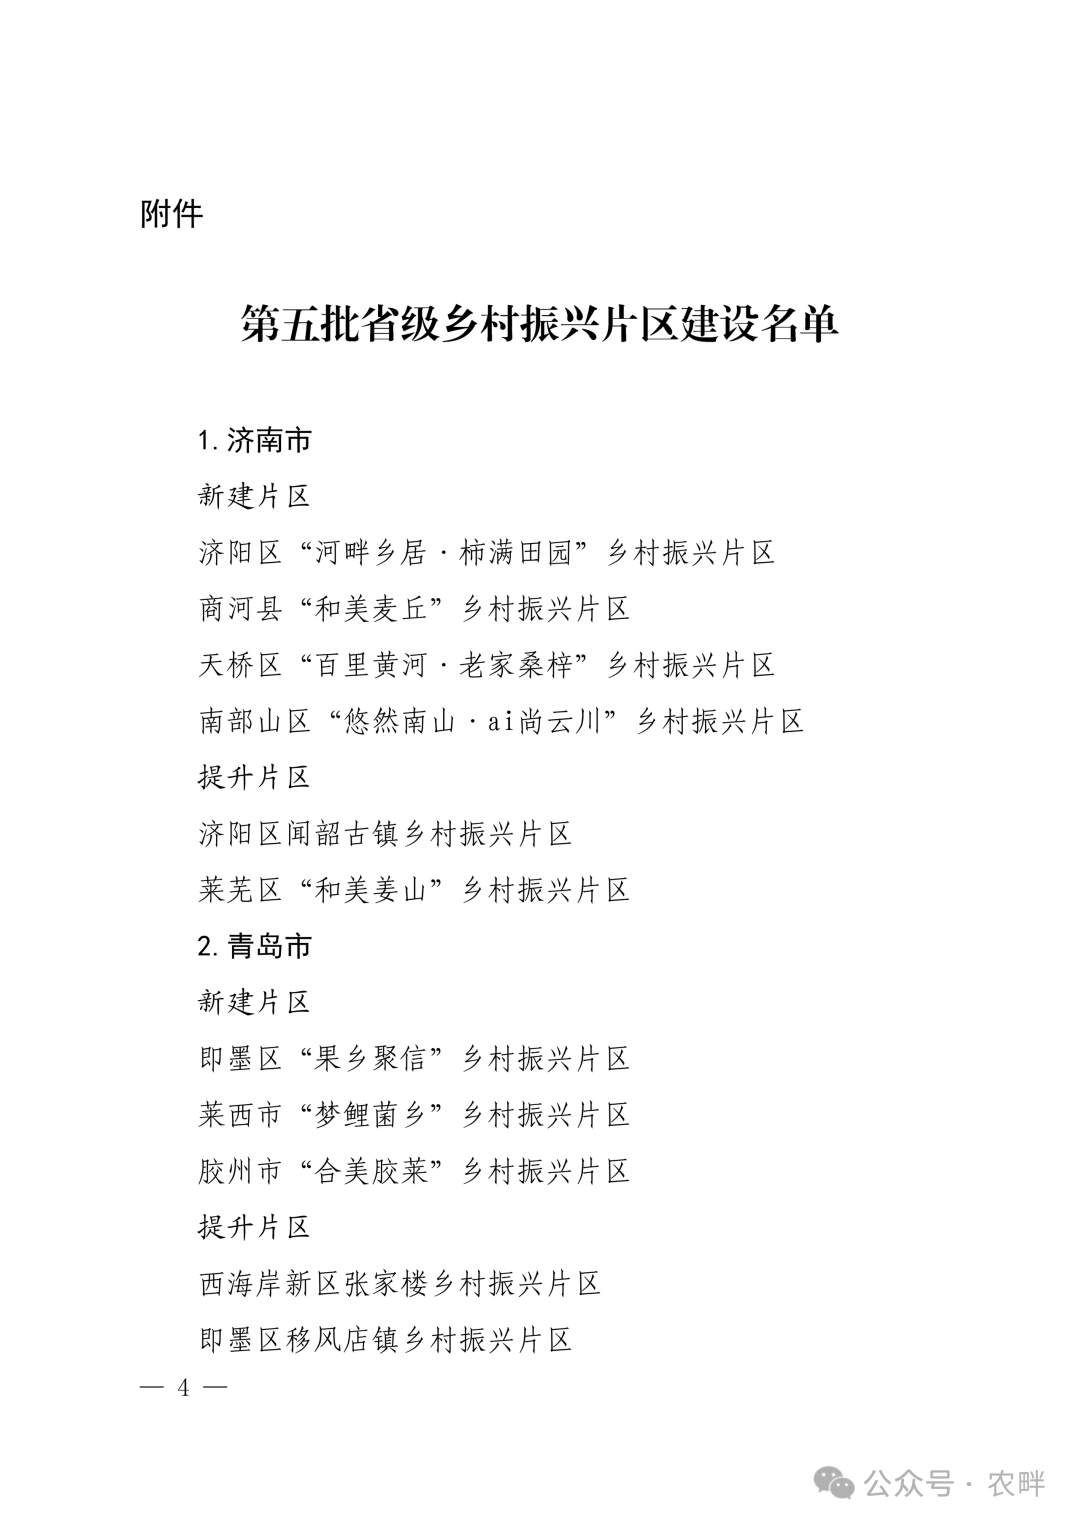 附件
第五批省级乡村振兴片区建设名单
1.济南市
新建片区
济阳区“河畔乡居·柿满田园”乡村振兴片区
商河县“和美麦丘”乡村振兴片区
天桥区“百里黄河·老家桑梓”乡村振兴片区
南部山区“悠然南山·ai尚云川”乡村振兴片区
提升片区
济阳区闻韶古镇乡村振兴片区
莱芜区“和美姜山”乡村振兴片区
2.青岛市
新建片区
即墨区“果乡聚信”乡村振兴片区
莱西市“梦鲤菌乡”乡村振兴片区
胶州市“合美胶莱”乡村振兴片区
提升片区
西海岸新区张家楼乡村振兴片区
即墨区移风店镇乡村振兴片区
— 4 —
公众号·农畔